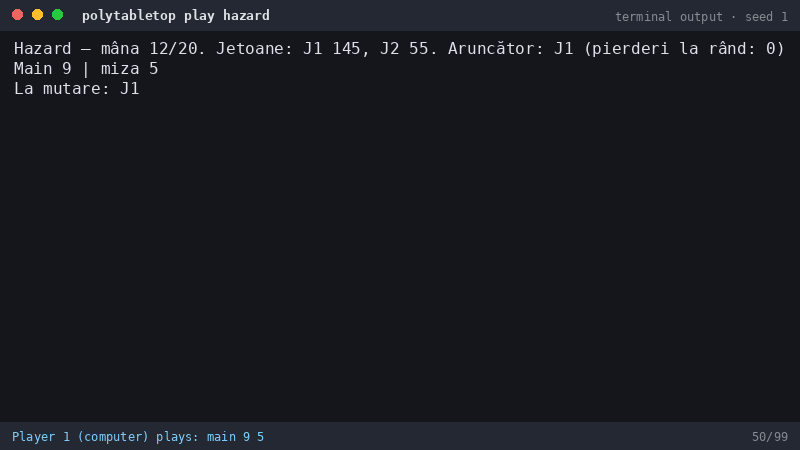 polytabletop play hazard
terminal output · seed 1
Hazard — mâna 12/20. Jetoane: J1 145, J2 55. Aruncător: J1 (pierderi la rând: 0)
Main 9 | miza 5
La mutare: J1
Player 1 (computer) plays: main 9 5
50/99